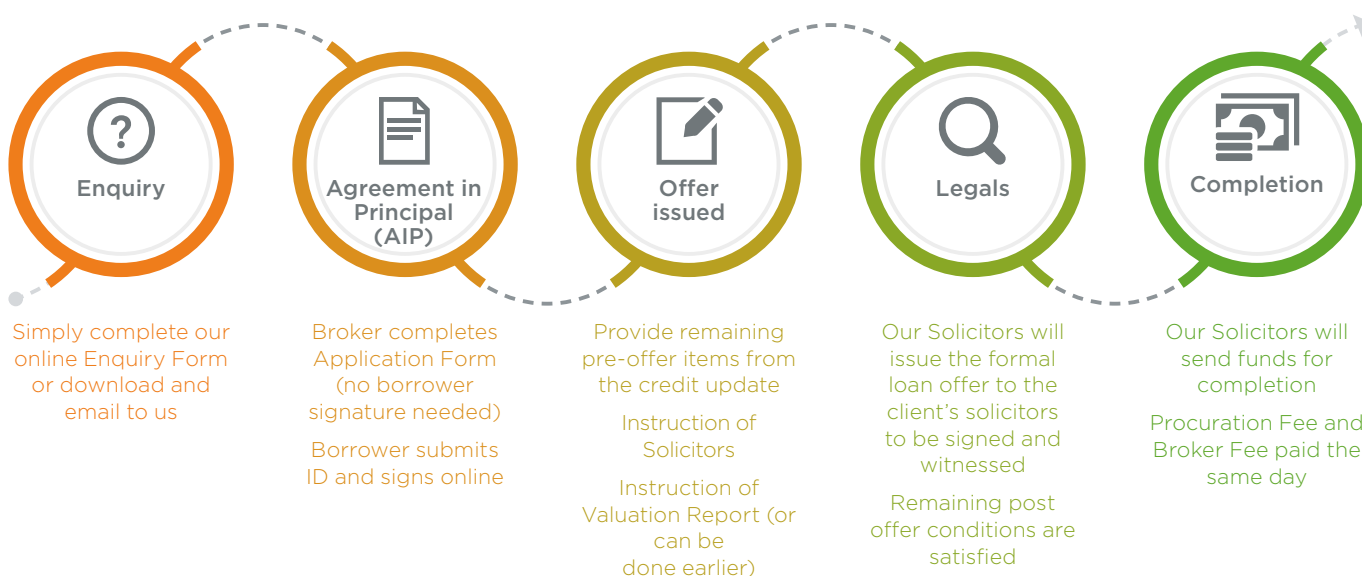 ?
Enquiry
Simply complete our
online Enquiry Form
or download and
email to us
Agreement in
Principal
(AIP)
Broker completes
Application Form
(no borrower
signature needed)
Borrower submits
ID and signs online
Offer
issued
Provide remaining
pre-offer items from
the credit update
Instruction of
Solicitors
Instruction of
Valuation Report (or
can be
done earlier)
Legals
Our Solicitors will
issue the formal
loan offer to the
client's solicitors
to be signed and
witnessed
Remaining post
offer conditions are
satisfied
Completion
Our Solicitors will
send funds for
completion
Procuration Fee and
Broker Fee paid the
same day